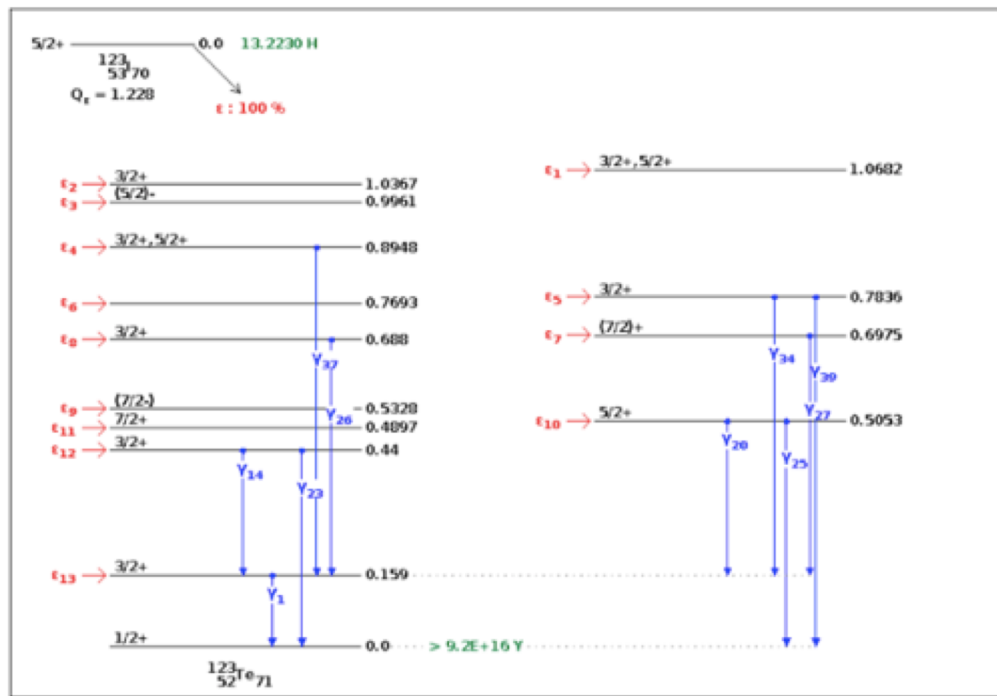 5/2+ 0.0 13.2230 H
123 I
53 70
Qε = 1.228
ε : 100 %
ε1 3/2+,5/2+ 1.0682
ε2 3/2+ 1.0367
ε3 (5/2)+ 0.9961
ε4 3/2+,5/2+ 0.8948
ε5 3/2+ 0.7836
ε6 0.7693
ε7 (7/2)+ 0.6975
ε8 3/2+ 0.688
γ37 γ34
γ39
ε9 (7/2-) 0.5328
γ26 γ27
ε10 5/2+ 0.5053
ε11 7/2+ 0.4897
ε12 3/2+ 0.44
γ20
γ14 γ25
γ23
ε13 3/2+ 0.159
γ1
1/2+ 0.0 > 9.2E+16 Y
123 Te
52 71